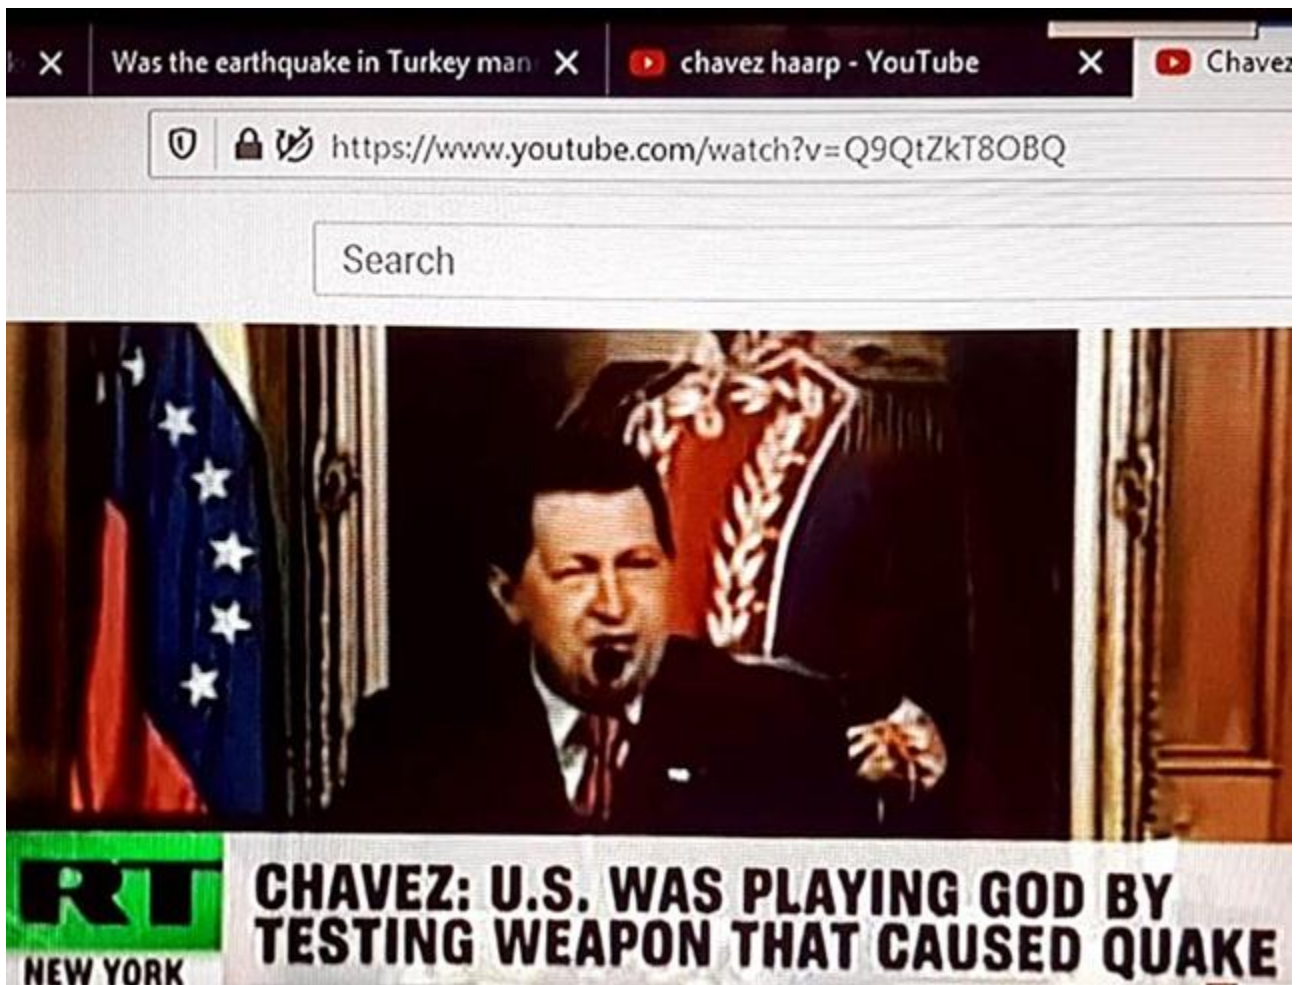 Was the earthquake in Turkey man
chavez haarp - YouTube
Chavez
https://www.youtube.com/watch?v=Q9QtZkT8OBQ
Search
RT
NEW YORK
CHAVEZ: U.S. WAS PLAYING GOD BY
TESTING WEAPON THAT CAUSED QUAKE